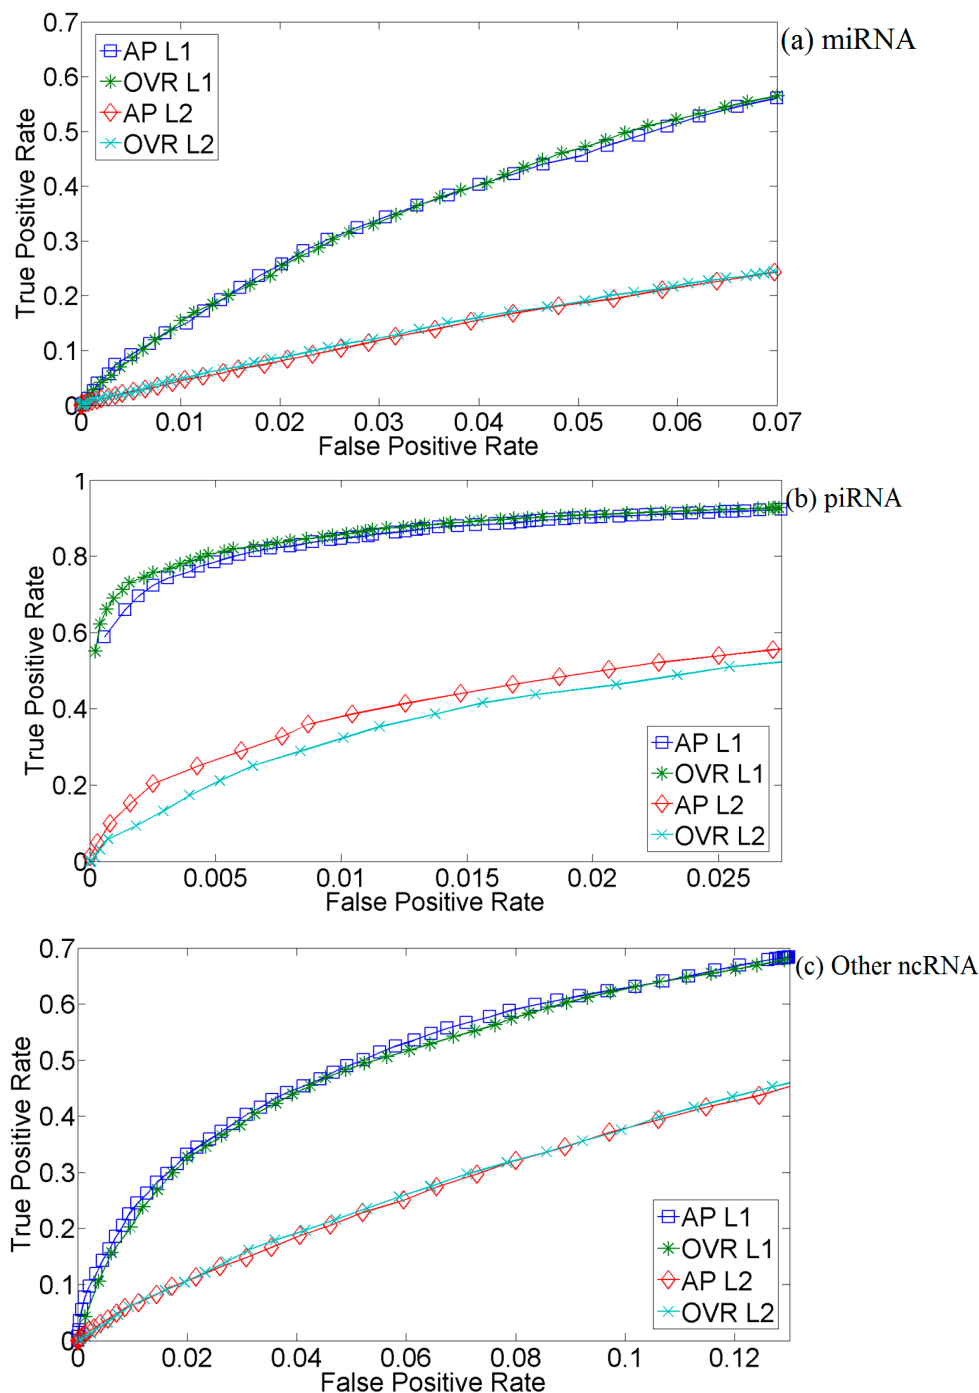 (a) miRNA
0.7
0.6
0.5
0.4
0.3
0.2
0.1
0
True Positive Rate
AP L1
OVR L1
AP L2
OVR L2
0 0.01 0.02 0.03 0.04 0.05 0.06 0.07
False Positive Rate
(b) piRNA
1
0.8
0.6
0.4
0.2
0
True Positive Rate
AP L1
OVR L1
AP L2
OVR L2
0 0.005 0.01 0.015 0.02 0.025
False Positive Rate
(c) Other ncRNA
0.7
0.6
0.5
0.4
0.3
0.2
0.1
0
True Positive Rate
AP L1
OVR L1
AP L2
OVR L2
0 0.02 0.04 0.06 0.08 0.1 0.12
False Positive Rate